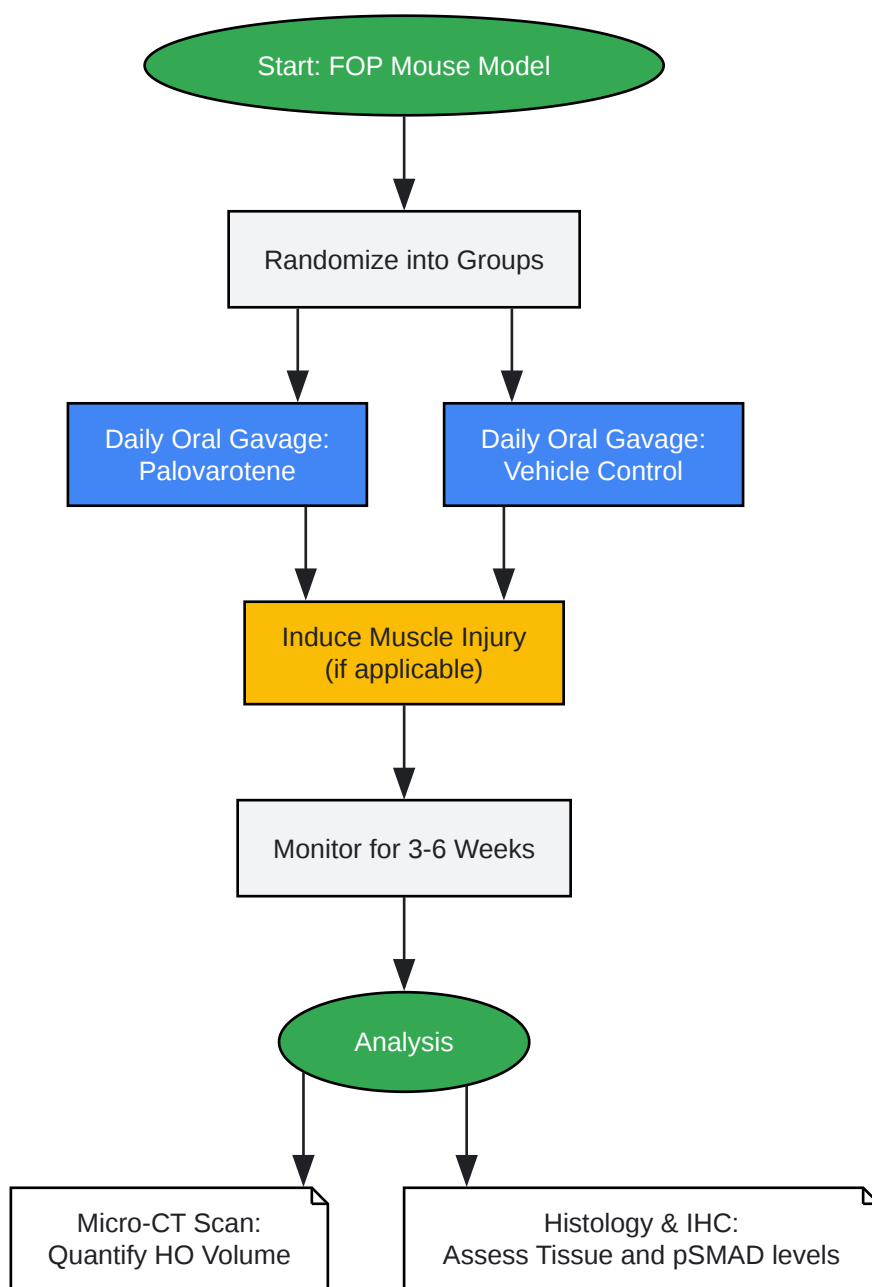 Start: FOP Mouse Model
Randomize into Groups
Daily Oral Gavage:
Palovarotene
Daily Oral Gavage:
Vehicle Control
Induce Muscle Injury
(if applicable)
Monitor for 3-6 Weeks
Analysis
Micro-CT Scan:
Quantify HO Volume
Histology & IHC:
Assess Tissue and pSMAD levels